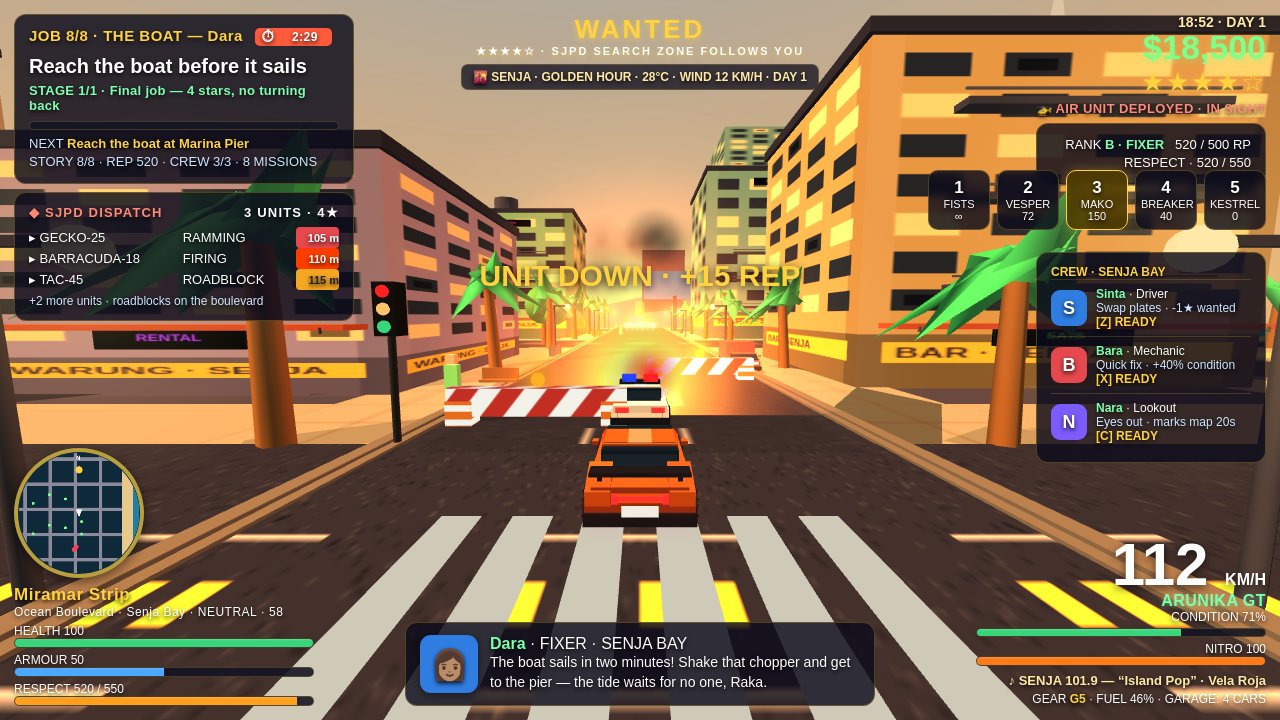 JOB 8/8 · THE BOAT — Dara ⏱ 2:29
Reach the boat before it sails
STAGE 1/1 · Final job — 4 stars, no turning
back
NEXT Reach the boat at Marina Pier
STORY 8/8 · REP 520 · CREW 3/3 · 8 MISSIONS
◆ SJPD DISPATCH 3 UNITS · 4★
▸ GECKO-25 RAMMING 105 m
▸ BARRACUDA-18 FIRING 110 m
▸ TAC-45 ROADBLOCK 115 m
+2 more units · roadblocks on the boulevard
WANTED
★★★★☆ · SJPD SEARCH ZONE FOLLOWS YOU
🌇 SENJA · GOLDEN HOUR · 28°C · WIND 12 KM/H · DAY 1
18:52 · DAY 1
$18,500
★★★★☆
🚁 AIR UNIT DEPLOYED · IN SIGHT
RANK B · FIXER 520 / 500 RP
RESPECT · 520 / 550
1 FISTS ∞
2 VESPER 72
3 MAKO 150
4 BREAKER 40
5 KESTREL 0
CREW · SENJA BAY
S Sinta · Driver
Swap plates · -1★ wanted
[Z] READY
B Bara · Mechanic
Quick fix · +40% condition
[X] READY
N Nara · Lookout
Eyes out · marks map 20s
[C] READY
UNIT DOWN · +15 REP
RENTAL
WARUNG · SENJA
BAR ·
N
Miramar Strip
Ocean Boulevard · Senja Bay · NEUTRAL · 58
HEALTH 100
ARMOUR 50
RESPECT 520 / 550
Dara · FIXER · SENJA BAY
The boat sails in two minutes! Shake that chopper and get
to the pier — the tide waits for no one, Raka.
112 KM/H
ARUNIKA GT
CONDITION 71%
NITRO 100
♪ SENJA 101.9 — “Island Pop” · Vela Roja
GEAR G5 · FUEL 46% · GARAGE: 4 CARS